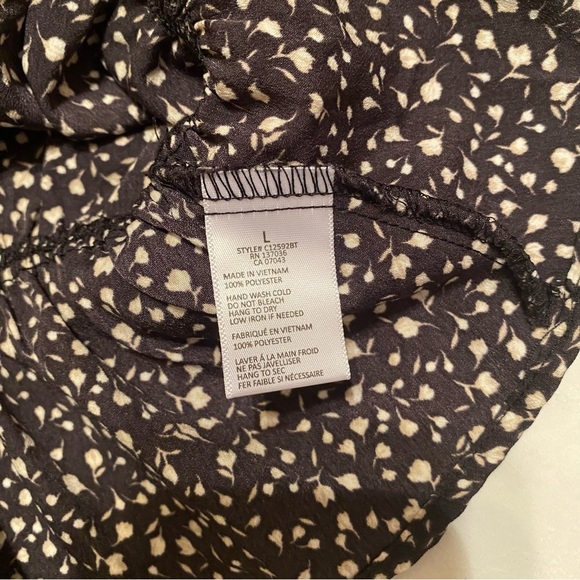 L
STYLE# C12592BT
RN 137036
CA 07043
MADE IN VIETNAM
100% POLYESTER
HAND WASH COLD
DO NOT BLEACH
HANG TO DRY
LOW IRON IF NEEDED
FABRIQUÉ EN VIETNAM
100% POLYESTER
LAVER À LA MAIN FROID
NE PAS JAVELLISER
HANG TO SEC
FER FAIBLE SI NÉCESSAIRE